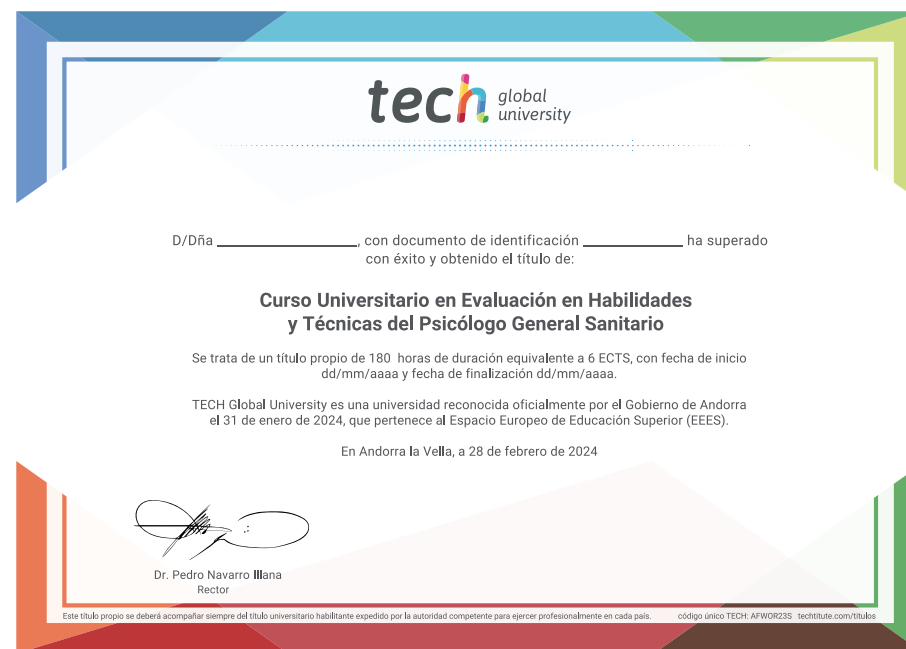 tech global university
D/Dña ____________, con documento de identificación ____________ ha superado
con éxito y obtenido el título de:
Curso Universitario en Evaluación en Habilidades
y Técnicas del Psicólogo General Sanitario
Se trata de un título propio de 180 horas de duración equivalente a 6 ECTS, con fecha de inicio
dd/mm/aaaa y fecha de finalización dd/mm/aaaa.
TECH Global University es una universidad reconocida oficialmente por el Gobierno de Andorra
el 31 de enero de 2024, que pertenece al Espacio Europeo de Educación Superior (EEES).
En Andorra la Vella, a 28 de febrero de 2024
Dr. Pedro Navarro Illana
Rector
Este título propio se deberá acompañar siempre del título universitario habilitante expedido por la autoridad competente para ejercer profesionalmente en cada país. código único TECH: AFWOR23S techtitute.com/titulos